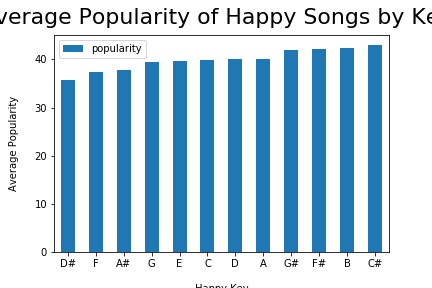 verage Popularity of Happy Songs by Ke
popularity
Average Popularity
40
30
20
10
0
D# F A# G E C D A G# F# B C#
Happy Key